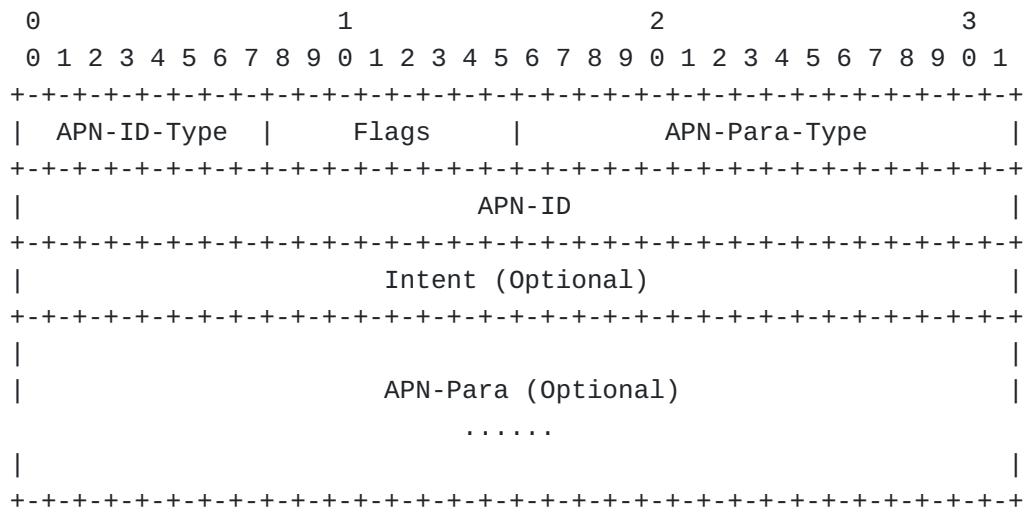 0                   1                   2                   3
 0 1 2 3 4 5 6 7 8 9 0 1 2 3 4 5 6 7 8 9 0 1 2 3 4 5 6 7 8 9 0 1
+-+-+-+-+-+-+-+-+-+-+-+-+-+-+-+-+-+-+-+-+-+-+-+-+-+-+-+-+-+-+-+-+
|  APN-ID-Type  |     Flags     |         APN-Para-Type         |
+-+-+-+-+-+-+-+-+-+-+-+-+-+-+-+-+-+-+-+-+-+-+-+-+-+-+-+-+-+-+-+-+
|                             APN-ID                            |
+-+-+-+-+-+-+-+-+-+-+-+-+-+-+-+-+-+-+-+-+-+-+-+-+-+-+-+-+-+-+-+-+
|                       Intent (Optional)                       |
+-+-+-+-+-+-+-+-+-+-+-+-+-+-+-+-+-+-+-+-+-+-+-+-+-+-+-+-+-+-+-+-+
|                                                               |
|                       APN-Para (Optional)                     |
                             ......
|                                                               |
+-+-+-+-+-+-+-+-+-+-+-+-+-+-+-+-+-+-+-+-+-+-+-+-+-+-+-+-+-+-+-+-+